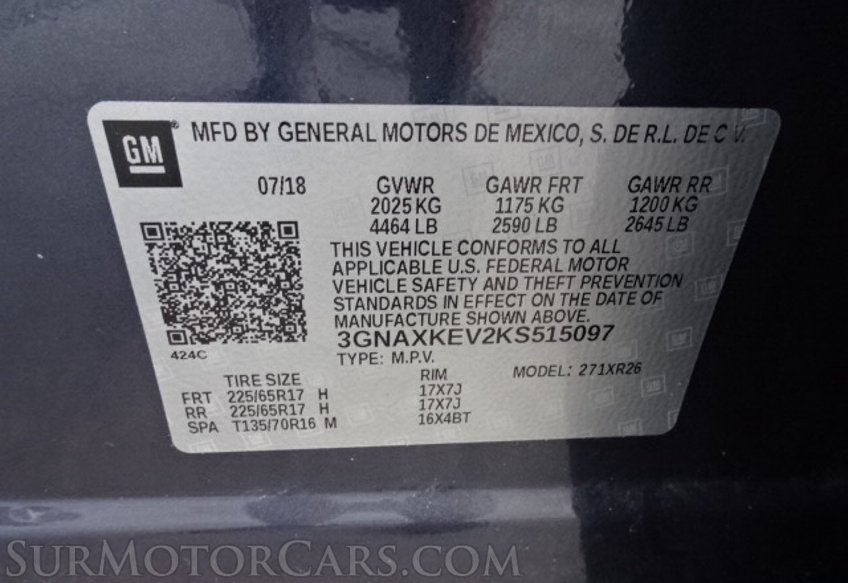 GM® MFD BY GENERAL MOTORS DE MEXICO, S. DE R.L. DE C.V.
07/18 GVWR GAWR FRT GAWR RR
2025 KG 1175 KG 1200 KG
4464 LB 2590 LB 2645 LB
THIS VEHICLE CONFORMS TO ALL
APPLICABLE U.S. FEDERAL MOTOR
VEHICLE SAFETY AND THEFT PREVENTION
STANDARDS IN EFFECT ON THE DATE OF
MANUFACTURE SHOWN ABOVE.
3GNAXKEV2KS515097
424C
TYPE: M.P.V. MODEL: 271XR26
TIRE SIZE RIM
FRT 225/65R17 H 17X7J
RR 225/65R17 H 17X7J
SPA T135/70R16 M 16X4BT
SURMOTORCARS.COM